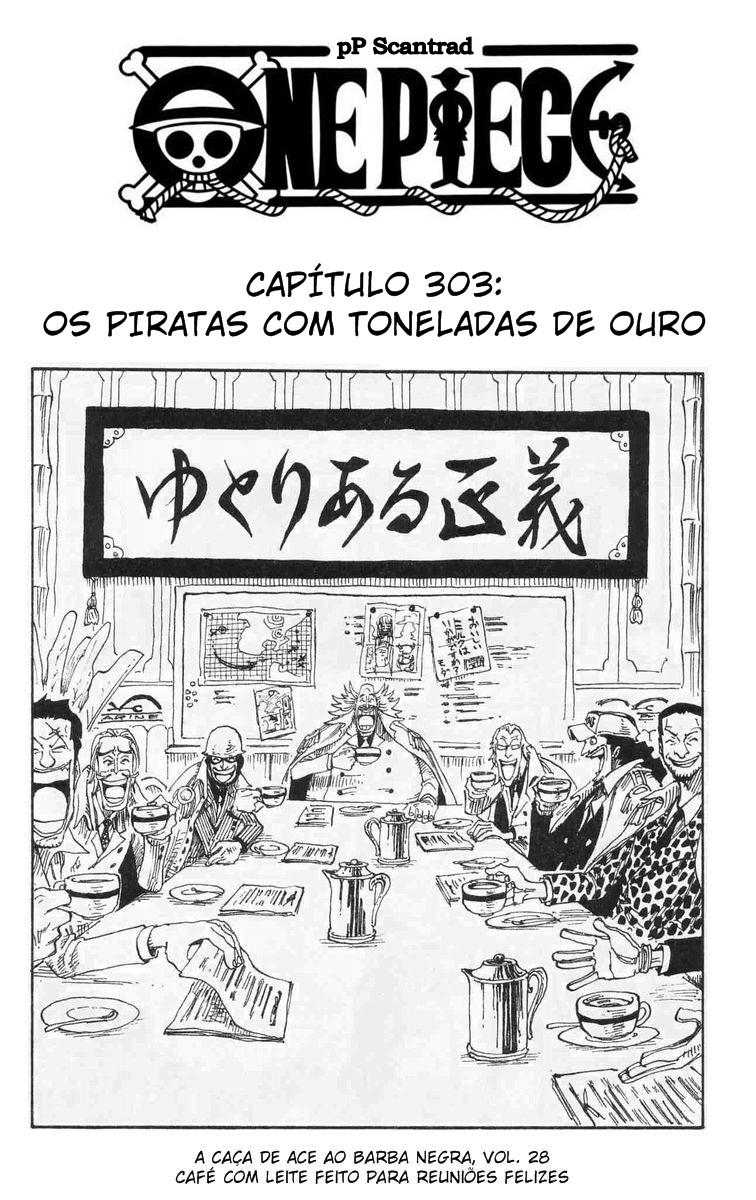 pP Scantrad
ONE PIECE
CAPÍTULO 303:
OS PIRATAS COM TONELADAS DE OURO
ゆとりある正義
ARINE
A CAÇA DE ACE AO BARBA NEGRA, VOL. 28
CAFÉ COM LEITE FEITO PARA REUNIÕES FELIZES